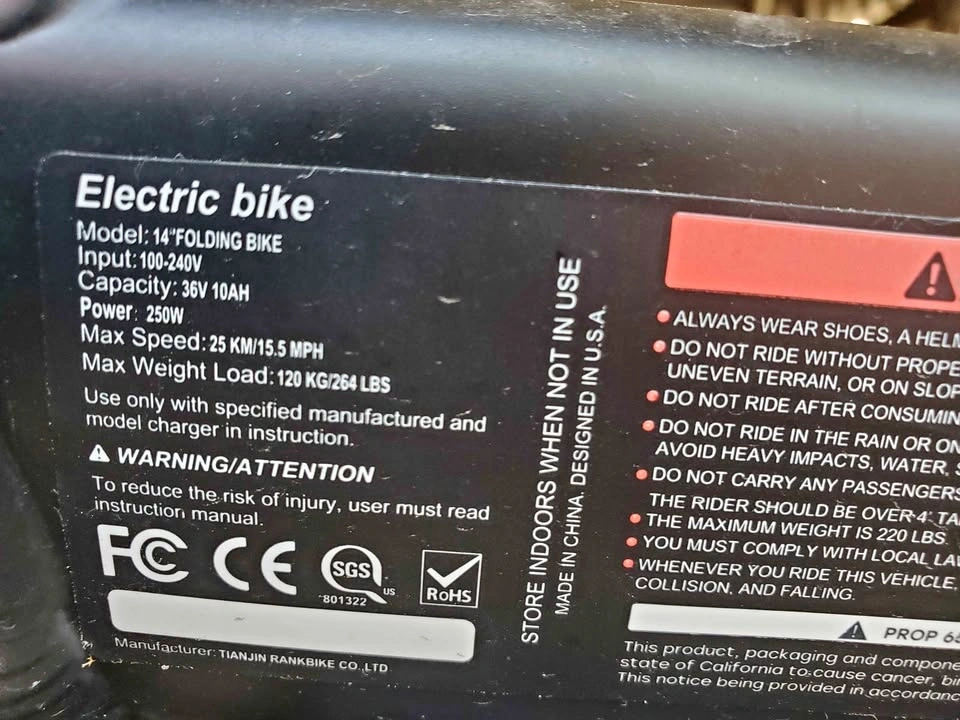 Electric bike
Model: 14"FOLDING BIKE
Input: 100-240V
Capacity: 36V 10AH
Power: 250W
Max Speed: 25 KM/15.5 MPH
Max Weight Load: 120 KG/264 LBS
Use only with specified manufactured and
model charger in instruction.
WARNING/ATTENTION
To reduce the risk of injury, user must read
instruction manual.
FC CE SGS US RoHS
801322
Manufacturer: TIANJIN RANKBIKE CO.,LTD
STORE INDOORS WHEN NOT IN USE
MADE IN CHINA. DESIGNED IN U.S.A.
ALWAYS WEAR SHOES, A
DO NOT RIDE WITHOUT
UNEVEN TERRAIN, OR ON
DO NOT RIDE AFTER
DO NOT RIDE IN THE RAIN OR
AVOID HEAVY IMPACTS, WATER,
DO NOT CARRY ANY PASSENGERS
THE RIDER SHOULD BE OVER 4'
THE MAXIMUM WEIGHT IS 220 LBS.
YOU MUST COMPLY WITH LOCAL
WHENEVER YOU RIDE THIS VEHICLE,
COLLISION, AND FALLING.
PROP
This product, packaging and
state of California to cause cancer,
This notice being provided in